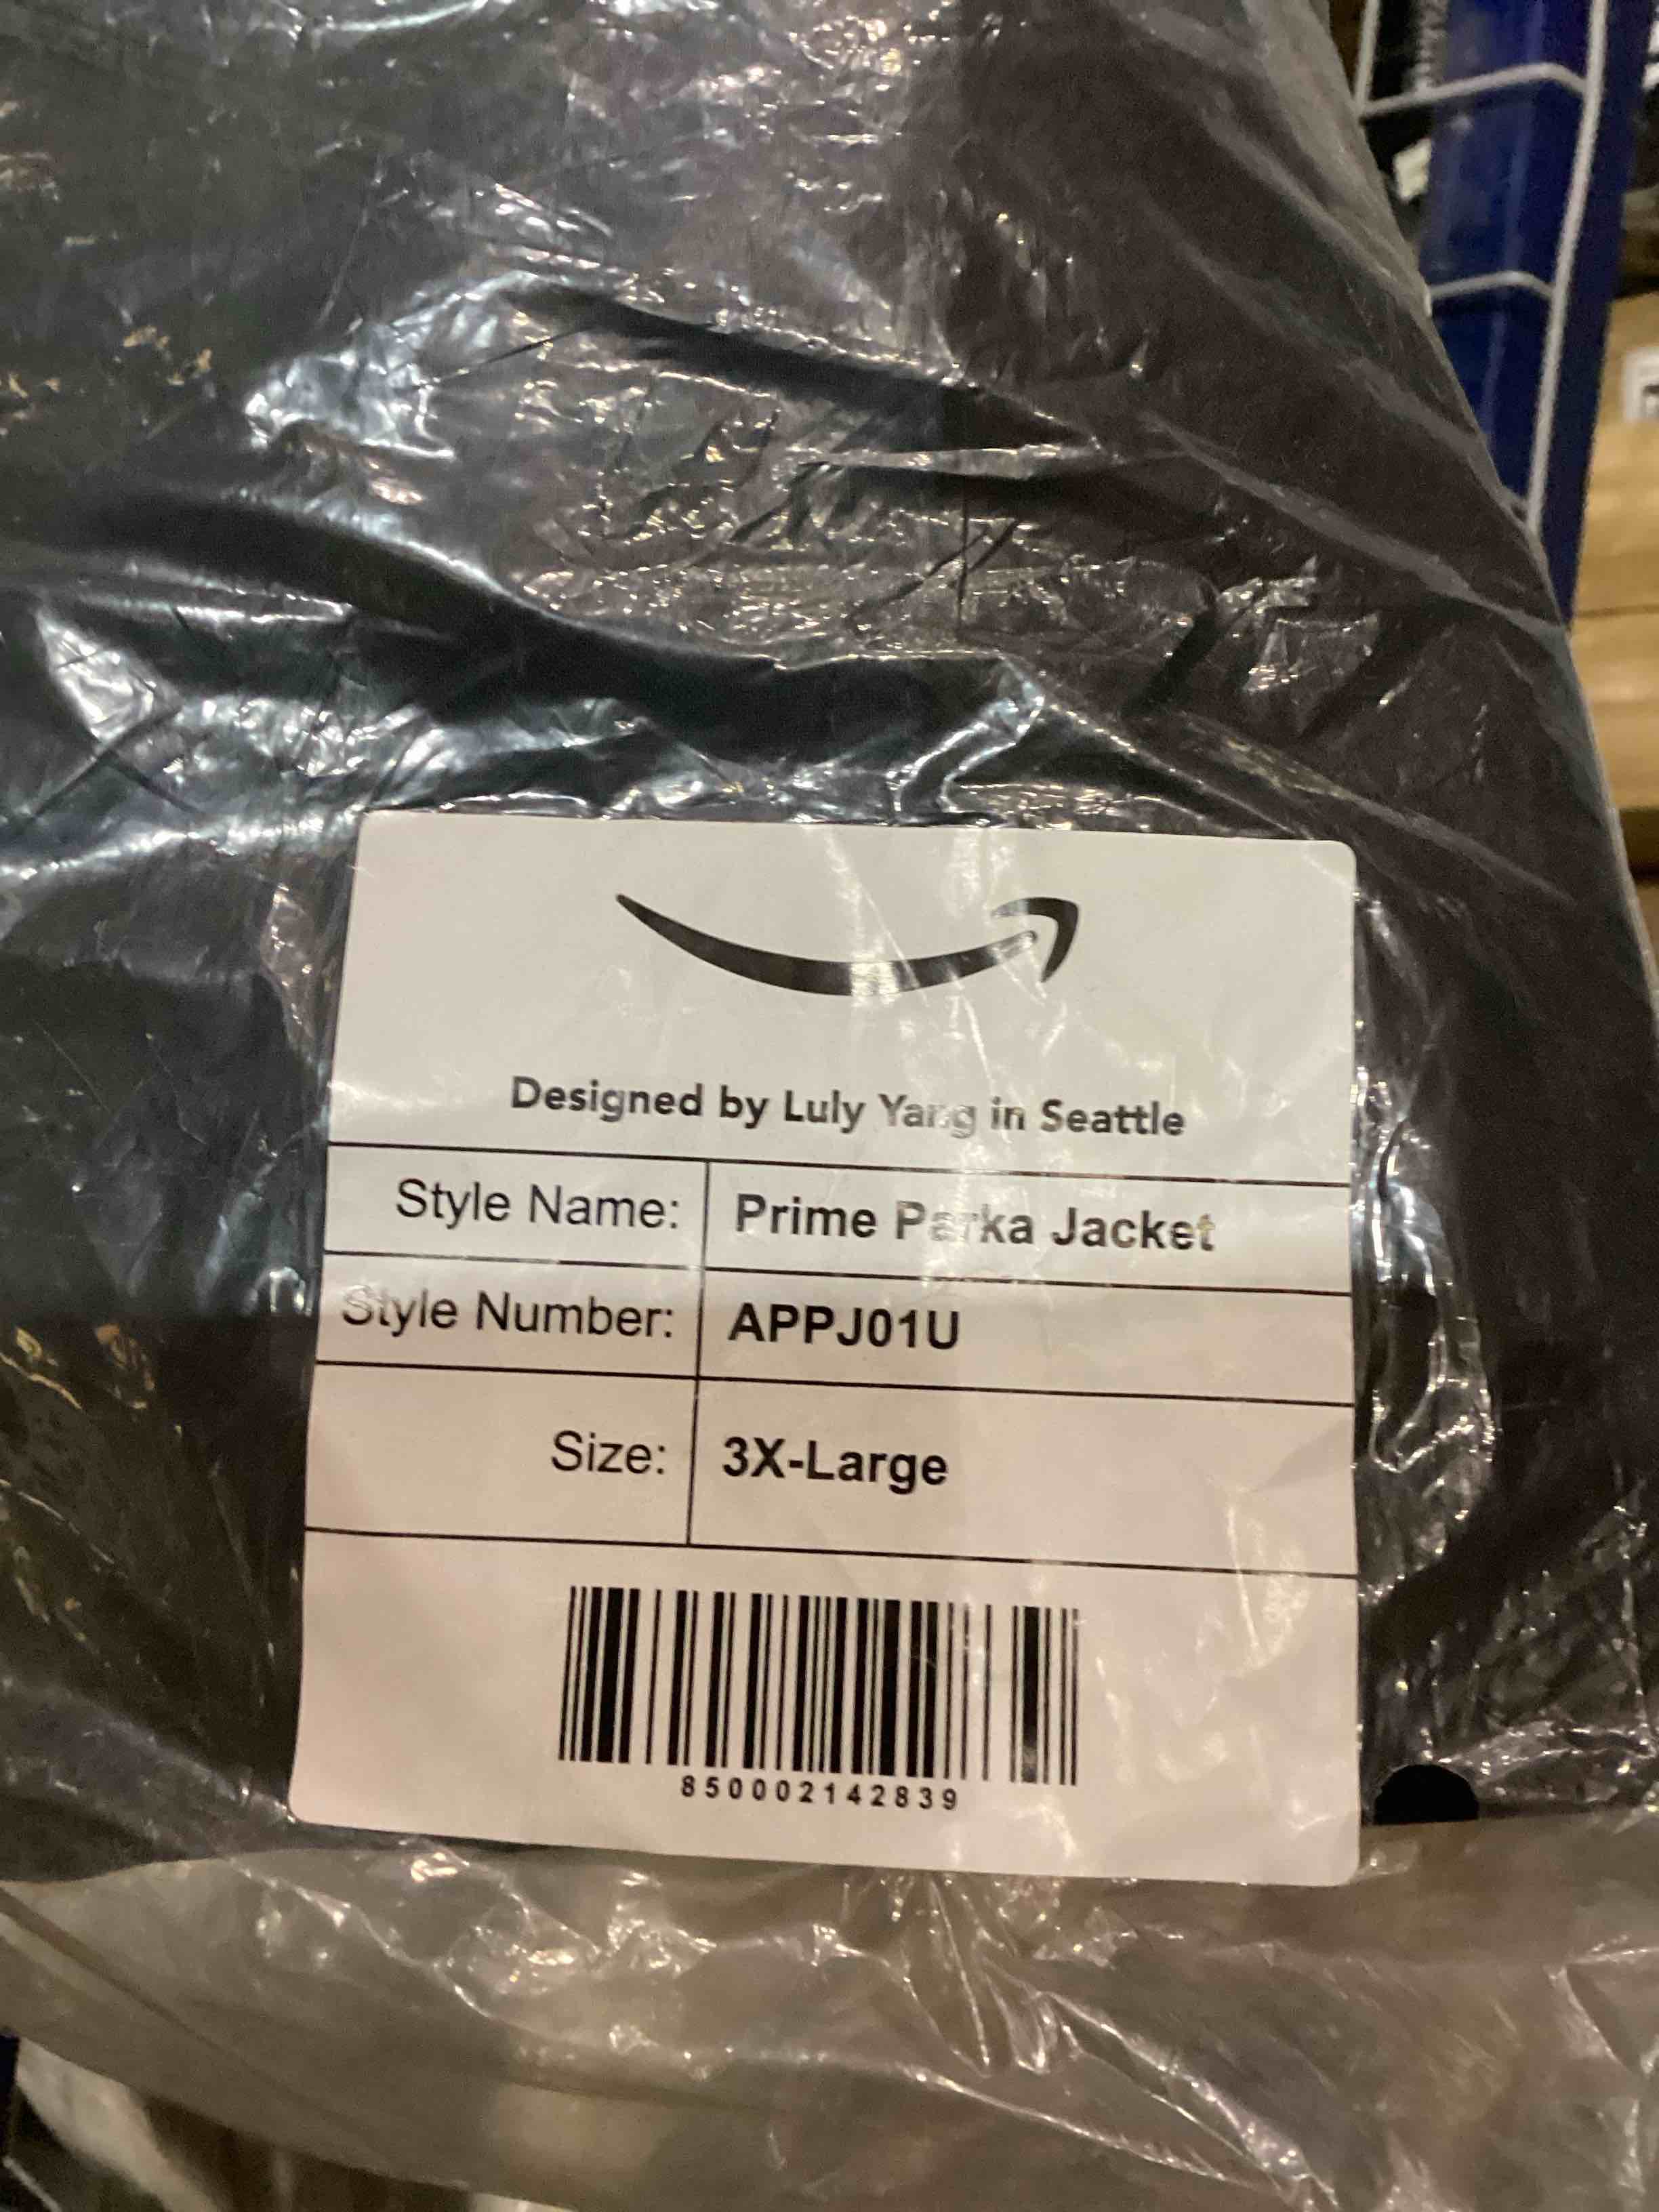 Designed by Luly Yang in Seattle
Style Name: Prime Parka Jacket
Style Number: APPJ01U
Size: 3X-Large
850002142839